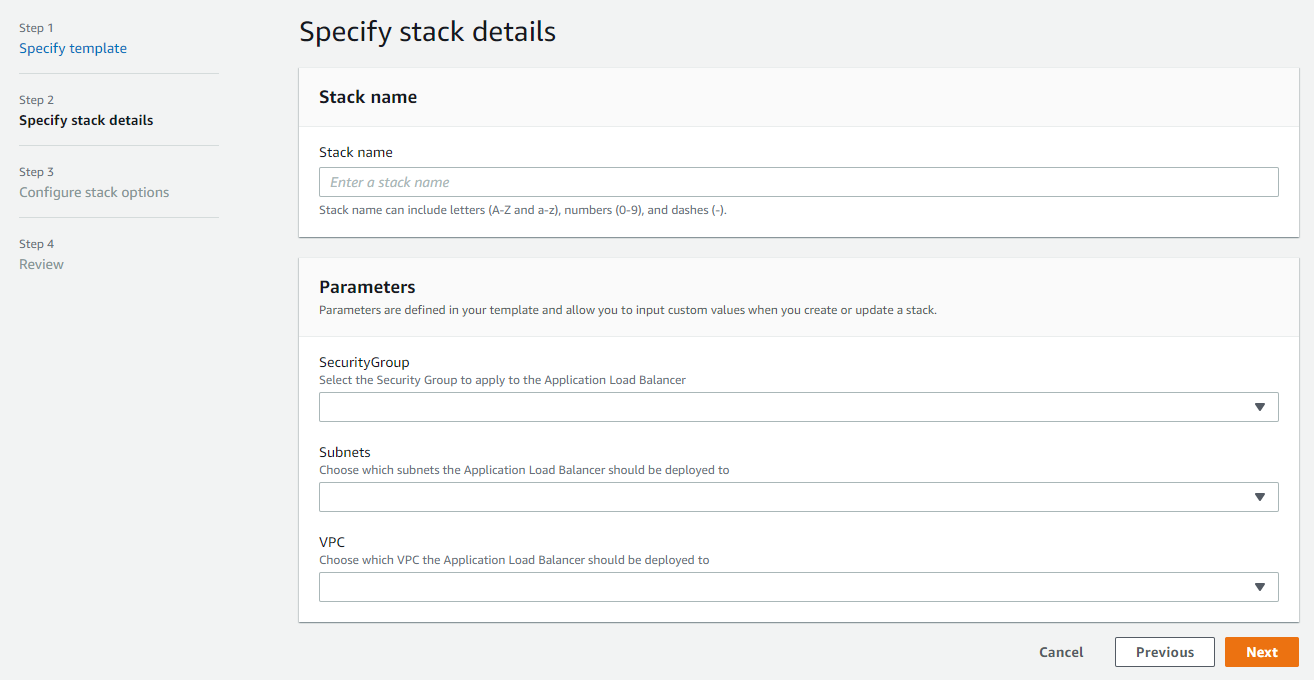 Step 1
Specify template
Step 2
Specify stack details
Step 3
Configure stack options
Step 4
Review
Specify stack details
Stack name
Stack name
Enter a stack name
Stack name can include letters (A-Z and a-z), numbers (0-9), and dashes (-).
Parameters
Parameters are defined in your template and allow you to input custom values when you create or update a stack.
SecurityGroup
Select the Security Group to apply to the Application Load Balancer
Subnets
Choose which subnets the Application Load Balancer should be deployed to
VPC
Choose which VPC the Application Load Balancer should be deployed to
Cancel
Previous
Next